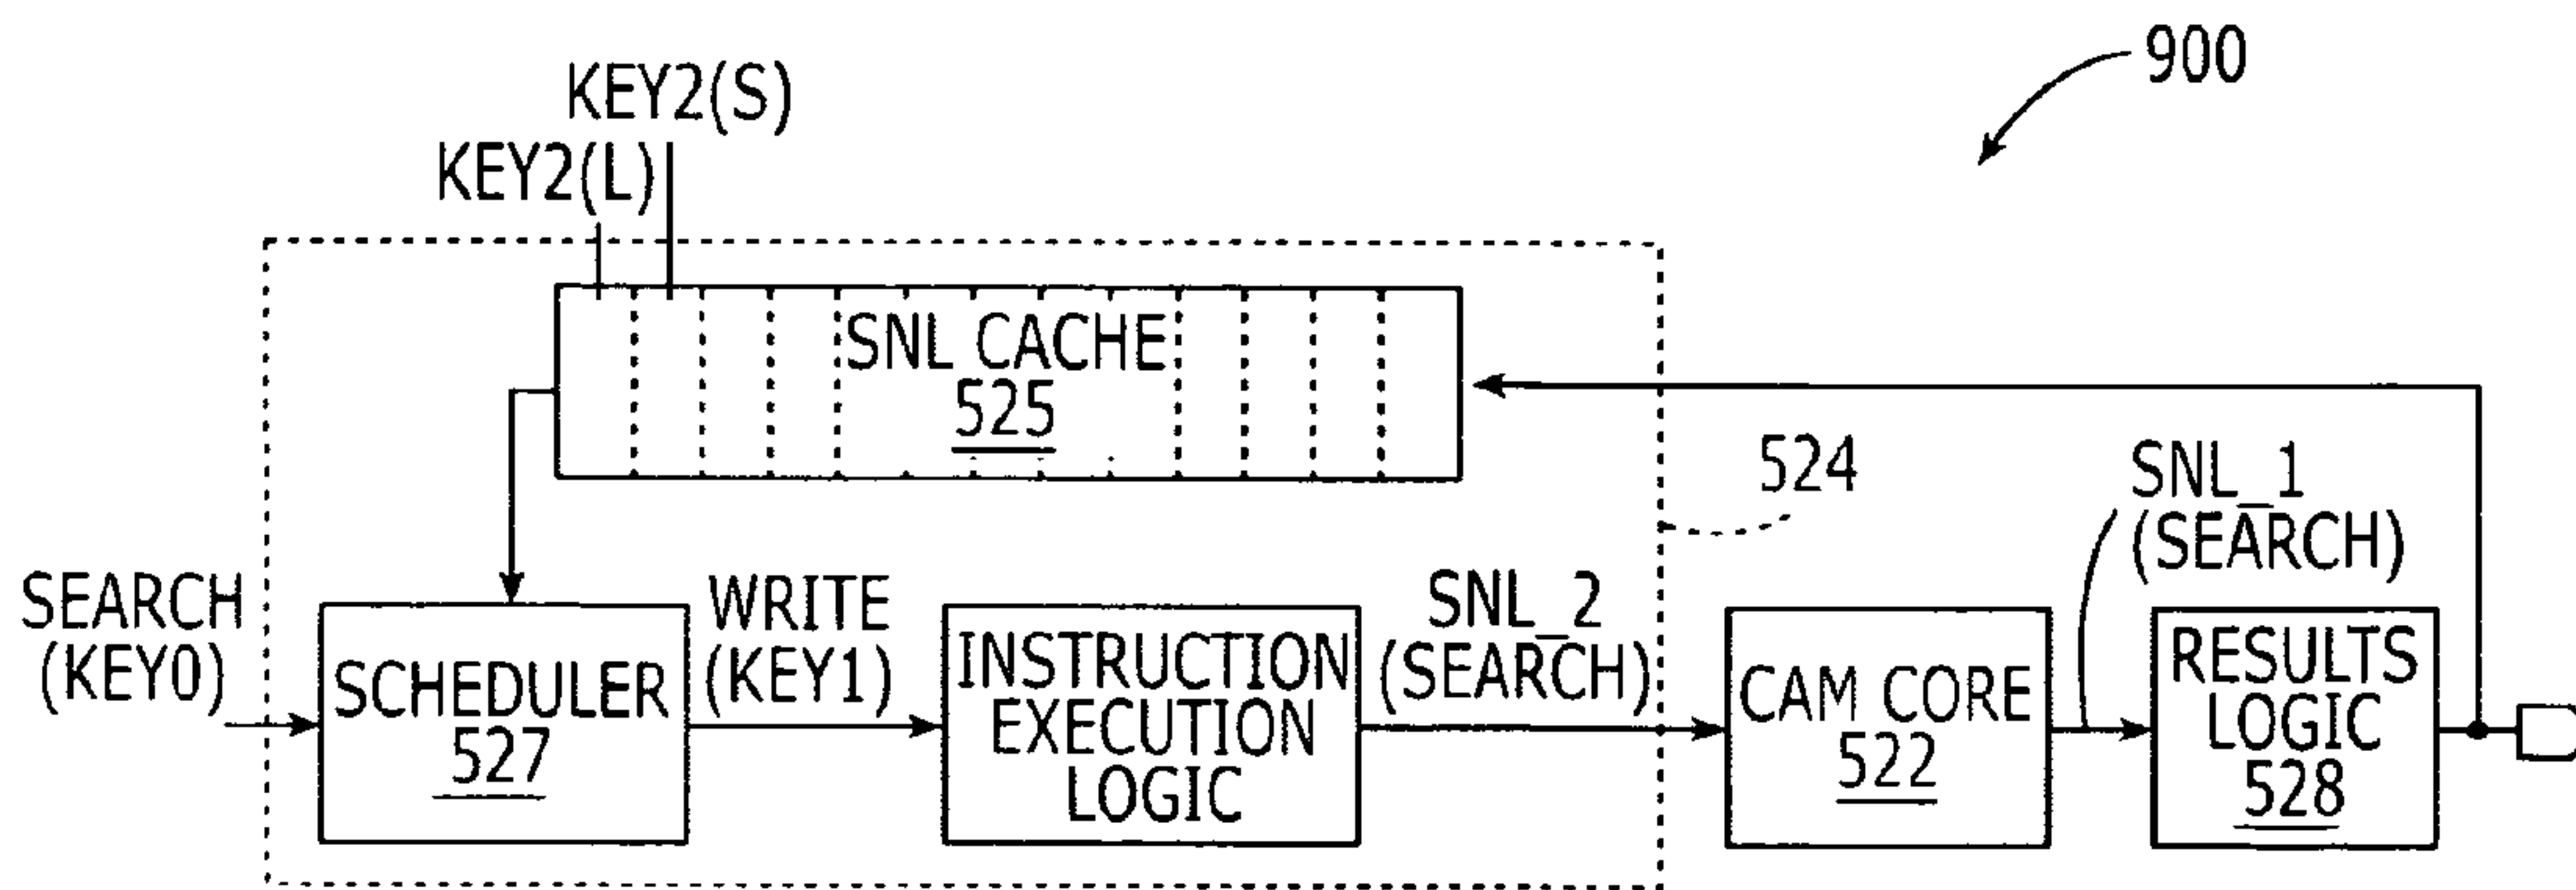 900
KEY2(S)
KEY2(L)
SNL CACHE
525
524
SNL_1
(SEARCH)
SEARCH
(KEY0)
SCHEDULER
527
WRITE
(KEY1)
INSTRUCTION
EXECUTION
LOGIC
SNL_2
(SEARCH)
CAM CORE
522
RESULTS
LOGIC
528